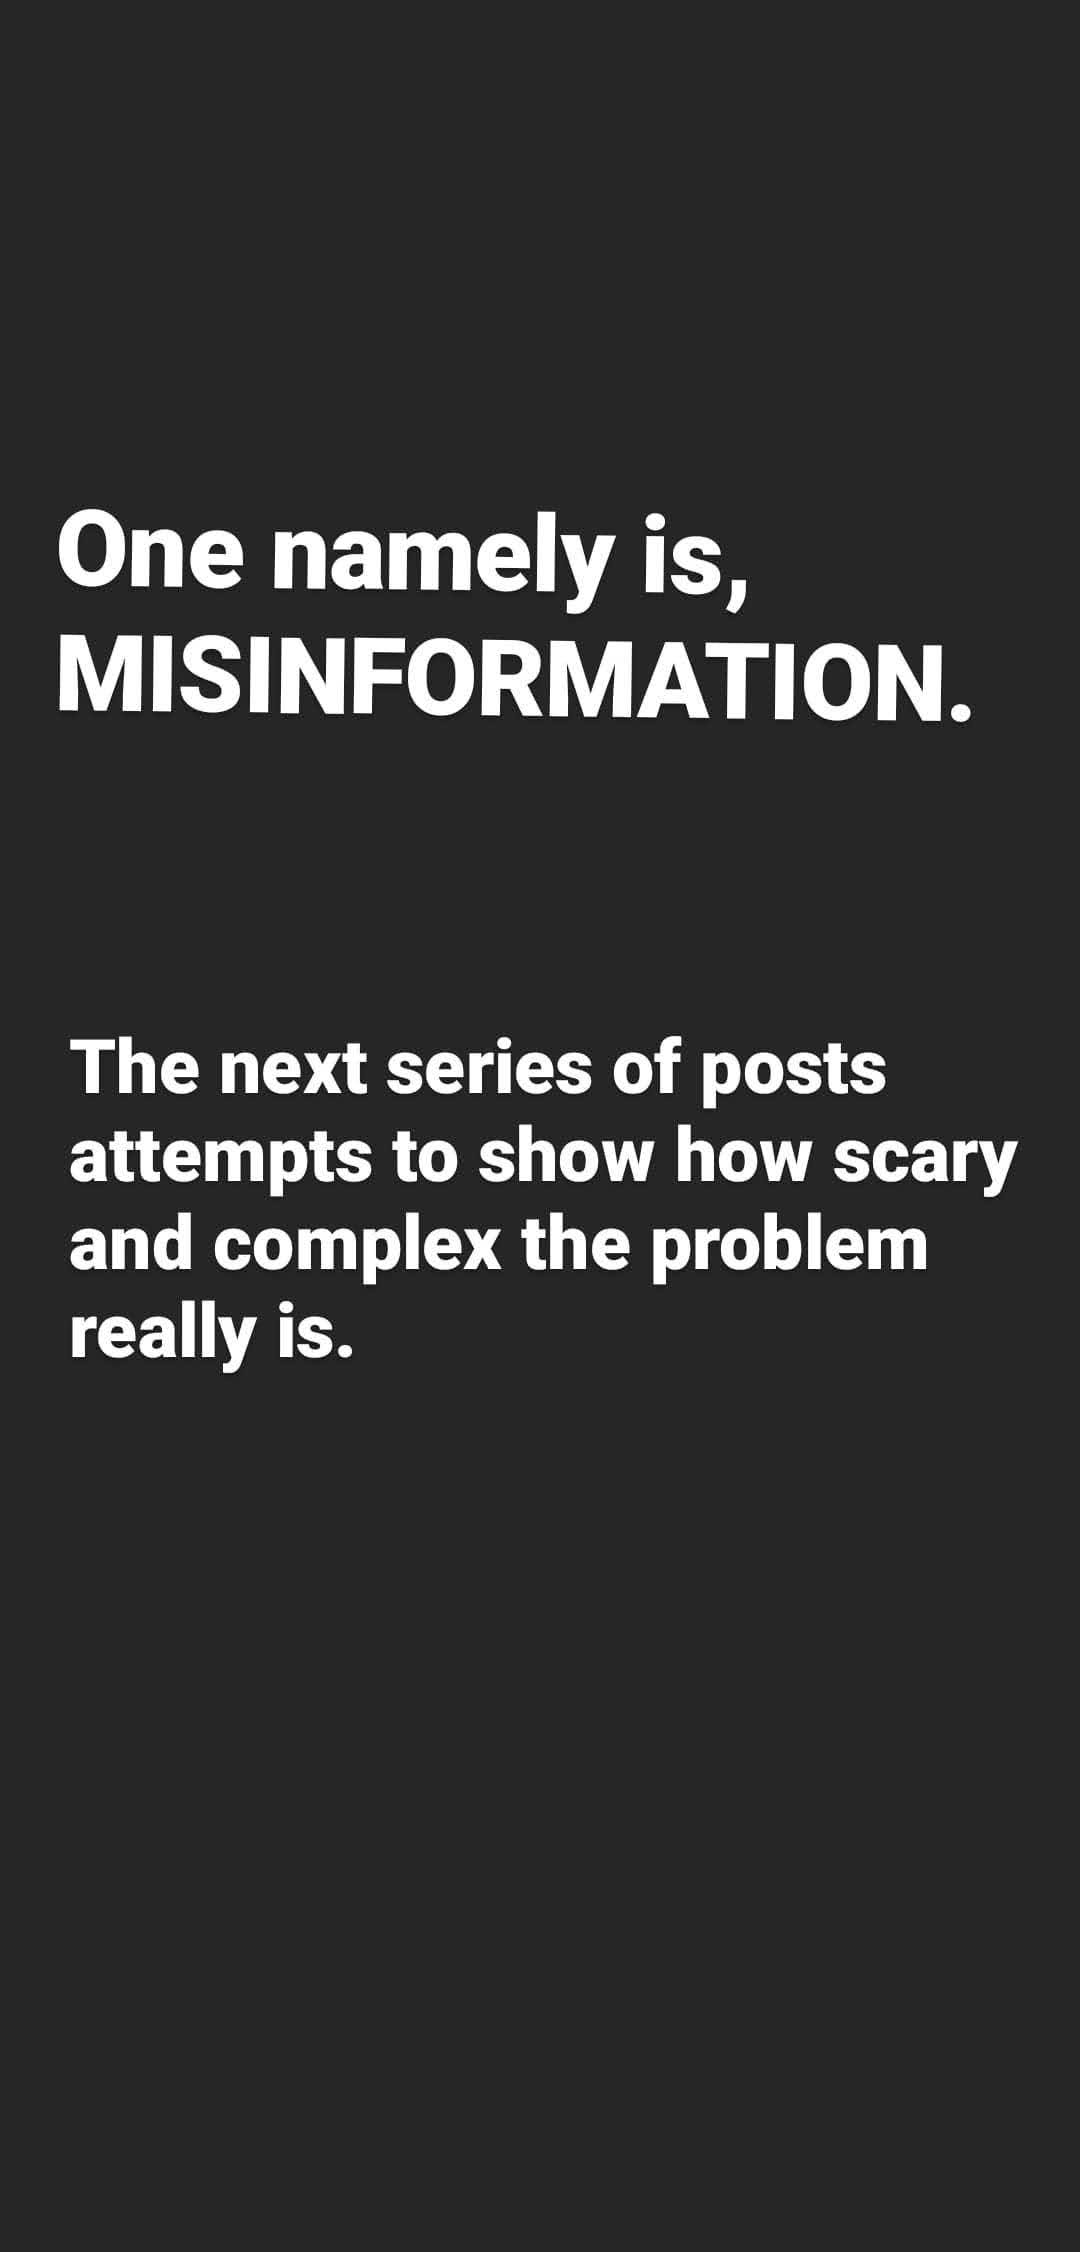 One namely is,
MISINFORMATION.
The next series of posts
attempts to show how scary
and complex the problem
really is.